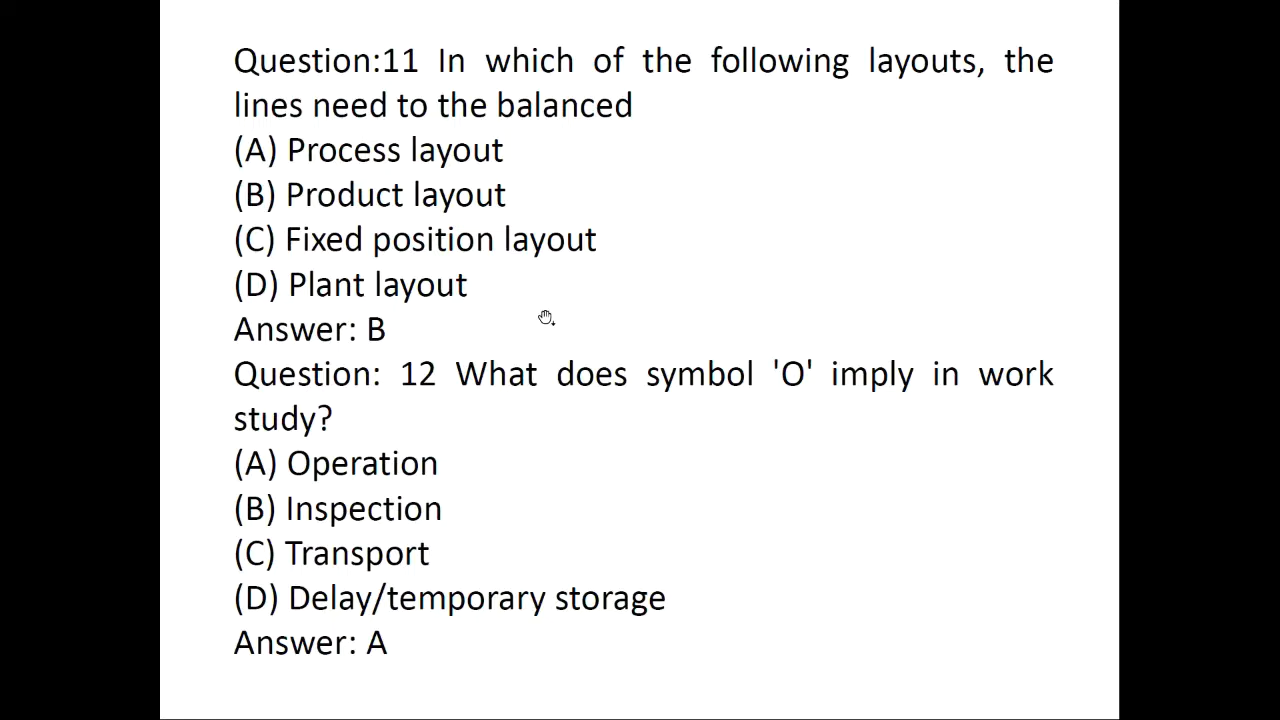 Question:11 In which of the following layouts, the
lines need to the balanced
(A) Process layout
(B) Product layout
(C) Fixed position layout
(D) Plant layout
Answer: B
Question: 12 What does symbol 'O' imply in work
study?
(A) Operation
(B) Inspection
(C) Transport
(D) Delay/temporary storage
Answer: A